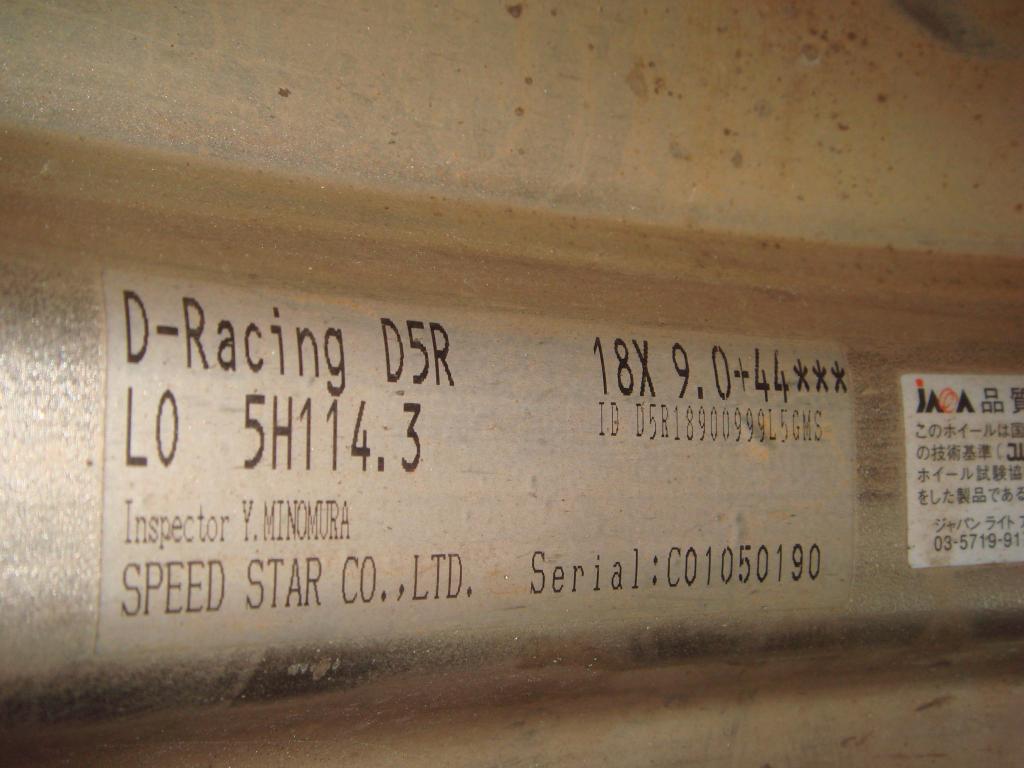 D-Racing D5R 18X 9.0+44***
LO 5H114.3 ID D5R18900999L5GMS
Inspector Y.MINOMURA
SPEED STAR CO.,LTD. Serial:C01050190
JAWA 品質
このホイールは国
の技術基準(JW
ホイール試験協
をした製品である
ジャパン ライト ア
03-5719-91